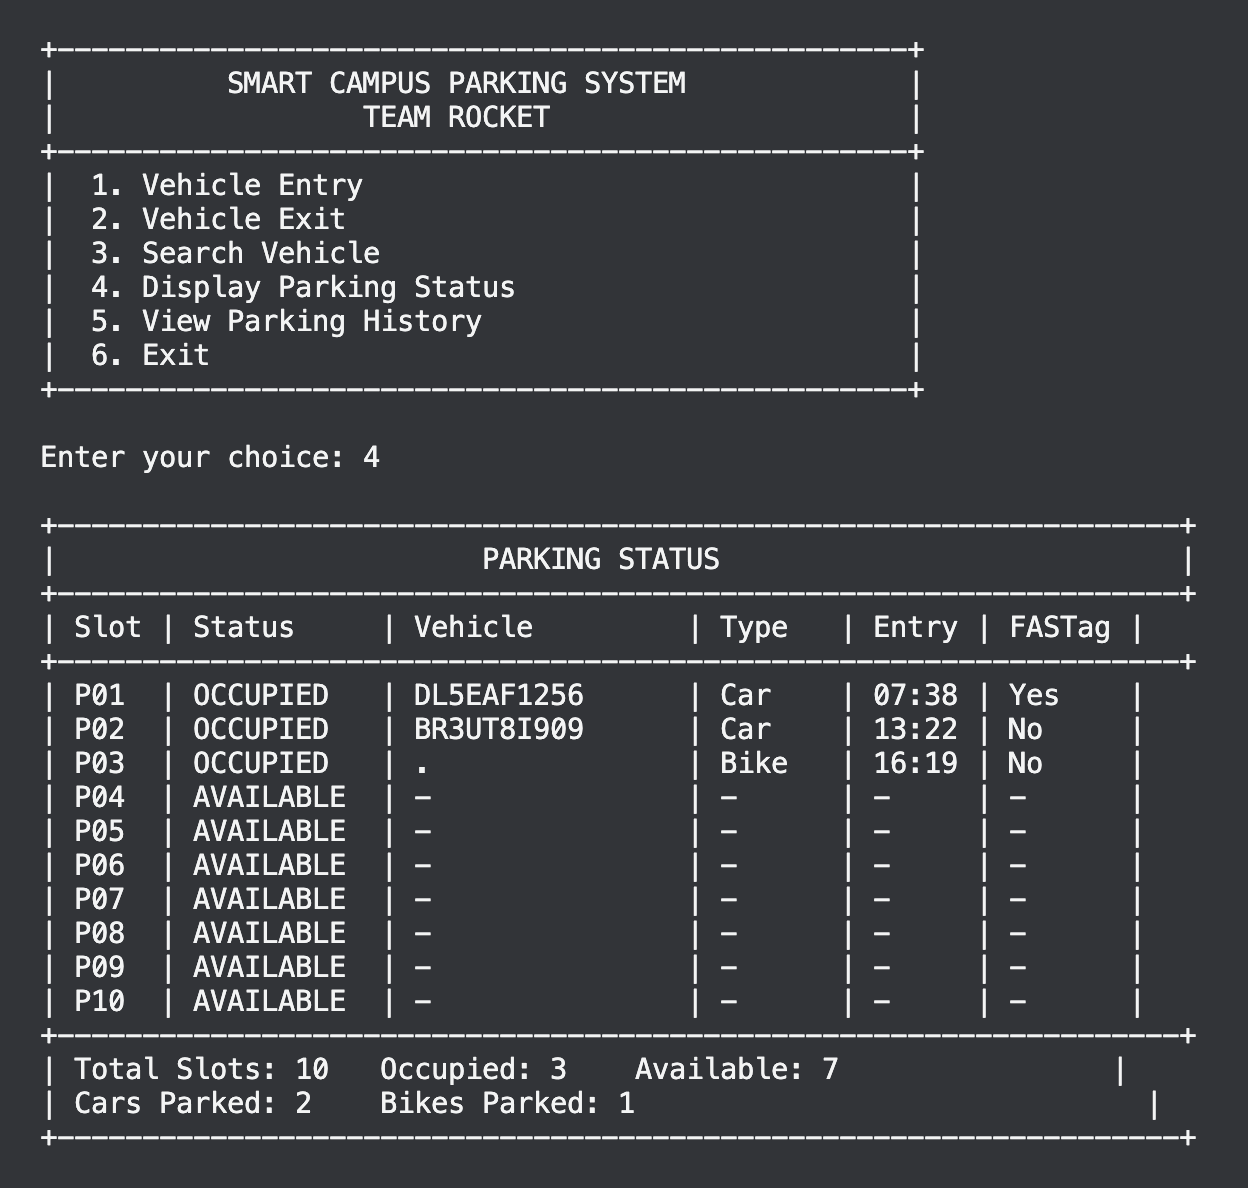 +--------------------------------------------------+
|          SMART CAMPUS PARKING SYSTEM             |
|                  TEAM ROCKET                     |
+--------------------------------------------------+
|  1. Vehicle Entry                                |
|  2. Vehicle Exit                                 |
|  3. Search Vehicle                               |
|  4. Display Parking Status                       |
|  5. View Parking History                         |
|  6. Exit                                         |
+--------------------------------------------------+
Enter your choice: 4
+------------------------------------------------------------------+
|                         PARKING STATUS                           |
+------------------------------------------------------------------+
| Slot | Status     | Vehicle         | Type   | Entry | FASTag |
+------------------------------------------------------------------+
| P01  | OCCUPIED   | DL5EAF1256      | Car    | 07:38 | Yes    |
| P02  | OCCUPIED   | BR3UT8I909      | Car    | 13:22 | No     |
| P03  | OCCUPIED   | .               | Bike   | 16:19 | No     |
| P04  | AVAILABLE  | -               | -      | -     | -      |
| P05  | AVAILABLE  | -               | -      | -     | -      |
| P06  | AVAILABLE  | -               | -      | -     | -      |
| P07  | AVAILABLE  | -               | -      | -     | -      |
| P08  | AVAILABLE  | -               | -      | -     | -      |
| P09  | AVAILABLE  | -               | -      | -     | -      |
| P10  | AVAILABLE  | -               | -      | -     | -      |
+------------------------------------------------------------------+
| Total Slots: 10   Occupied: 3    Available: 7                |
| Cars Parked: 2    Bikes Parked: 1                              |
+------------------------------------------------------------------+